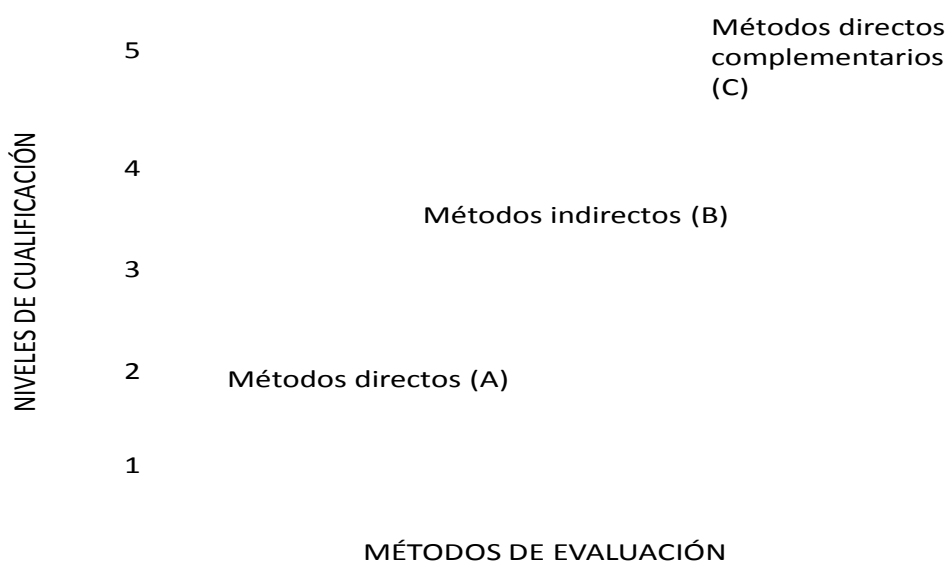 Métodos directos
complementarios
(C)
5
4
Métodos indirectos (B)
3
2
Métodos directos (A)
1
NIVELES DE CUALIFICACIÓN
MÉTODOS DE EVALUACIÓN